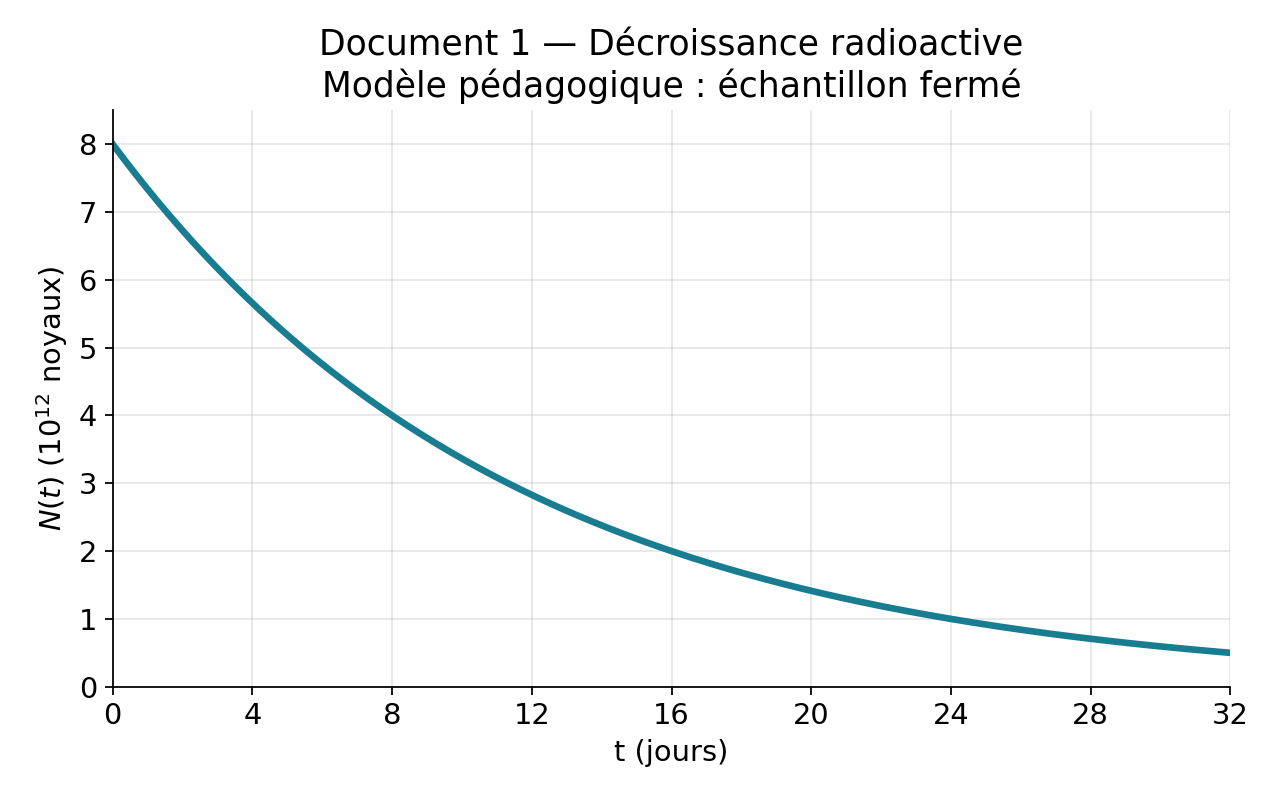 Document 1 — Décroissance radioactive
Modèle pédagogique : échantillon fermé
N(t) (10¹² noyaux)
8
7
6
5
4
3
2
1
0
0 4 8 12 16 20 24 28 32
t (jours)